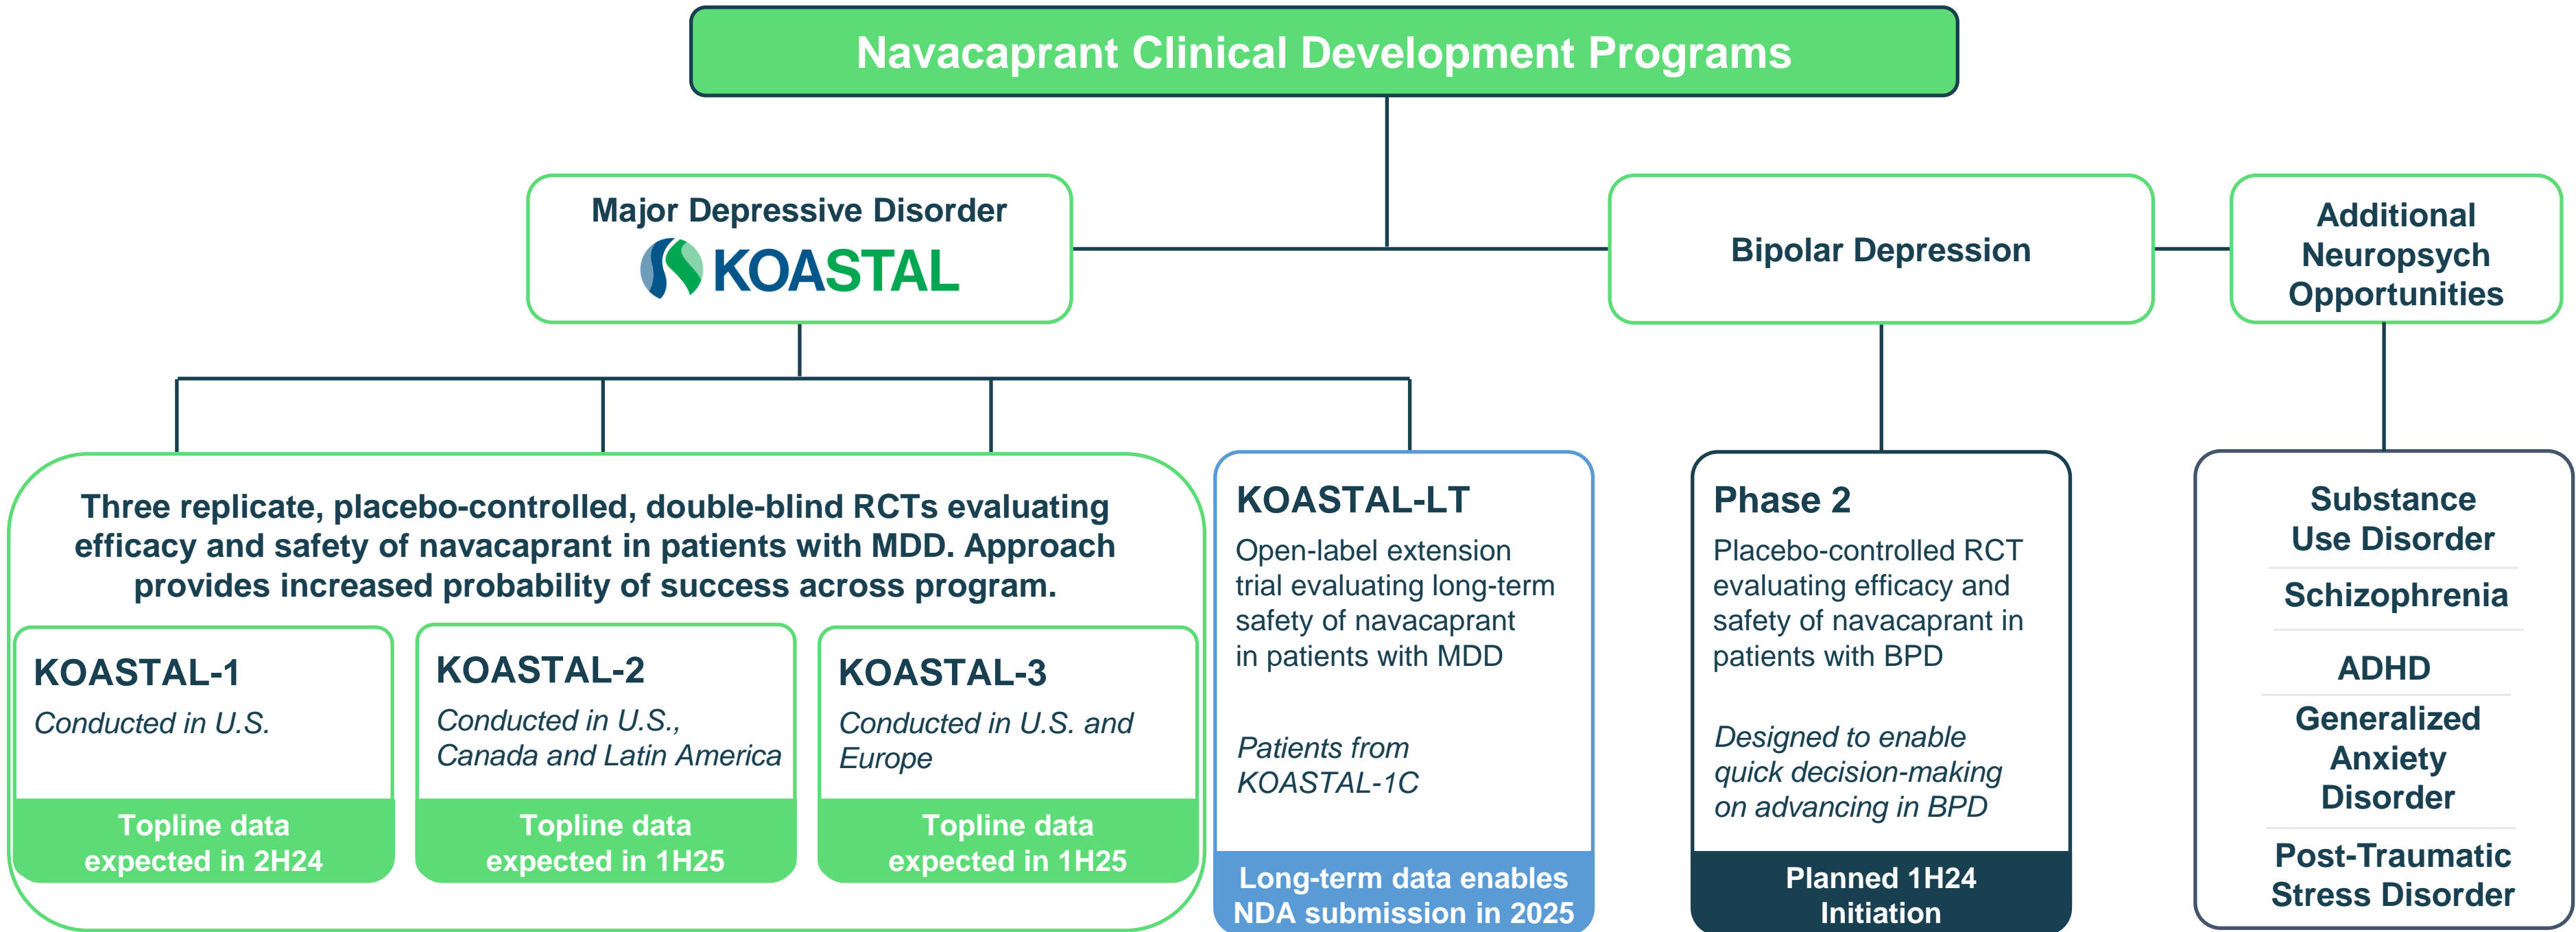 Navacaprant Clinical Development Programs
Major Depressive Disorder
KOASTAL
Bipolar Depression
Additional
Neuropsych
Opportunities
Three replicate, placebo-controlled, double-blind RCTs evaluating
efficacy and safety of navacaprant in patients with MDD. Approach
provides increased probability of success across program.
KOASTAL-1
Conducted in U.S.
Topline data
expected in 2H24
KOASTAL-2
Conducted in U.S.,
Canada and Latin America
Topline data
expected in 1H25
KOASTAL-3
Conducted in U.S. and
Europe
Topline data
expected in 1H25
KOASTAL-LT
Open-label extension
trial evaluating long-term
safety of navacaprant
in patients with MDD
Patients from
KOASTAL-1C
Long-term data enables
NDA submission in 2025
Phase 2
Placebo-controlled RCT
evaluating efficacy and
safety of navacaprant in
patients with BPD
Designed to enable
quick decision-making
on advancing in BPD
Planned 1H24
Initiation
Substance
Use Disorder
Schizophrenia
ADHD
Generalized
Anxiety
Disorder
Post-Traumatic
Stress Disorder